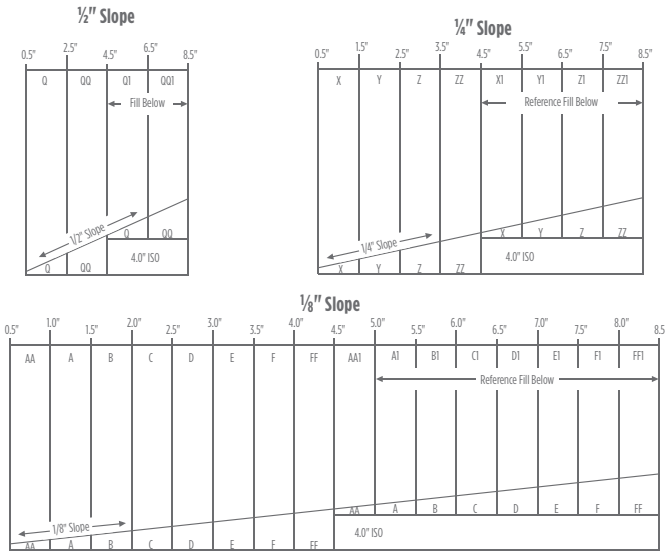 ½" Slope
0.5" 2.5" 4.5" 6.5" 8.5"
Q QQ Q1 QQ1
Fill Below
1/2" Slope
Q QQ
4.0" ISO
Q QQ
¼" Slope
0.5" 1.5" 2.5" 3.5" 4.5" 5.5" 6.5" 7.5" 8.5"
X Y Z ZZ X1 Y1 Z1 ZZ1
Reference Fill Below
1/4" Slope
X Y Z ZZ
4.0" ISO
X Y Z ZZ
⅛" Slope
0.5" 1.0" 1.5" 2.0" 2.5" 3.0" 3.5" 4.0" 4.5" 5.0" 5.5" 6.0" 6.5" 7.0" 7.5" 8.0" 8.5
AA A B C D E F FF AA1 A1 B1 C1 D1 E1 F1 FF1
Reference Fill Below
AA A B C D E F FF
1/8" Slope
4.0" ISO
AA A B C D E F FF